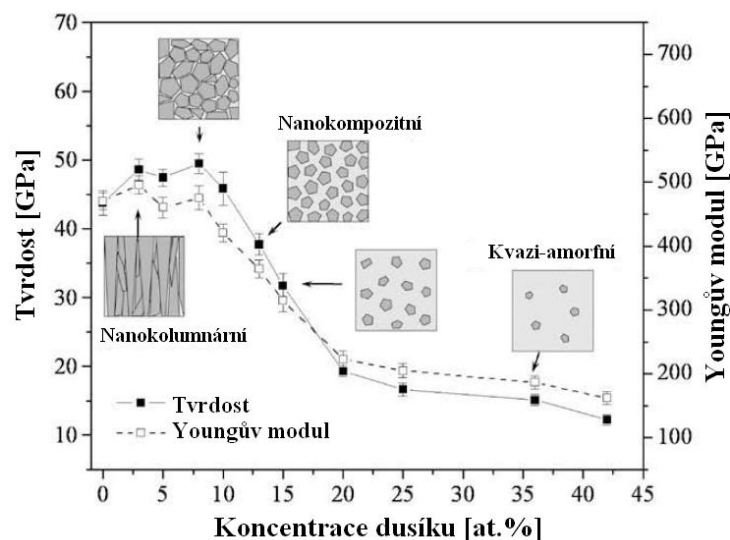 70
60
50
40
30
20
10
Tvrdost [GPa]
Nanokompozitní
Kvazi-amorfní
Nanokolumnární
Tvrdost
Youngův modul
700
600
500
400
300
200
100
Youngův modul [GPa]
0 5 10 15 20 25 30 35 40 45
Koncentrace dusíku [at.%]